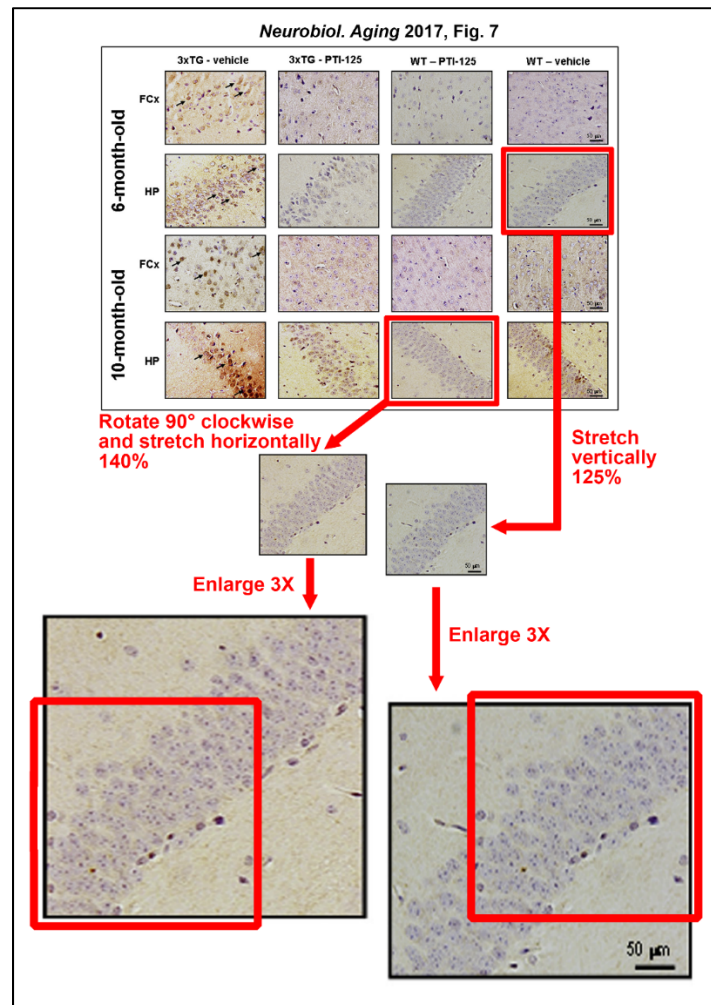 Neurobiol. Aging 2017, Fig. 7
3xTG - vehicle
3xTG - PTI-125
WT – PTI-125
WT – vehicle
6-month-old
FCx
50 µm
HP
50 µm
10-month-old
FCx
50 µm
HP
50 µm
Rotate 90° clockwise
and stretch horizontally
140%
Stretch
vertically
125%
50 µm
Enlarge 3X
Enlarge 3X
50 µm